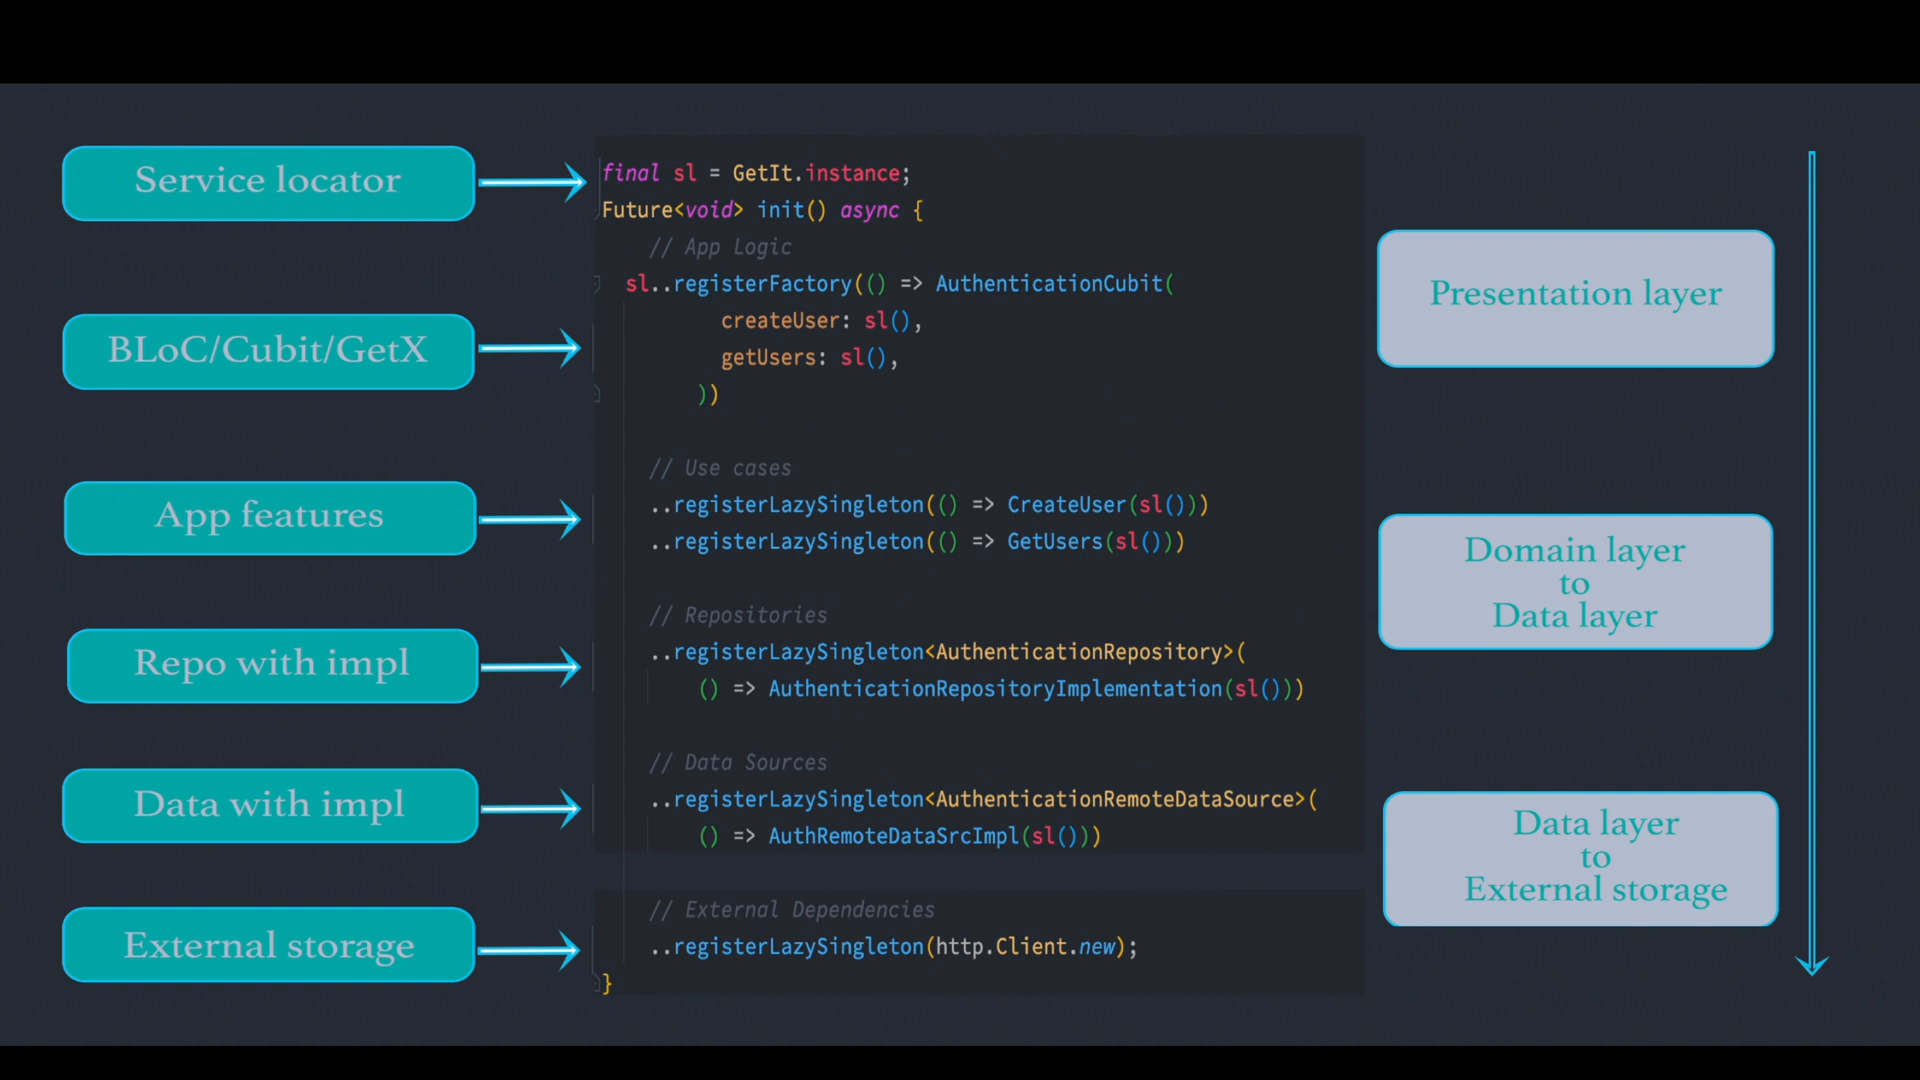 Service locator
BLoC/Cubit/GetX
App features
Repo with impl
Data with impl
External storage
final sl = GetIt.instance;
Future<void> init() async {
// App Logic
sl..registerFactory(() => AuthenticationCubit(
createUser: sl(),
getUsers: sl(),
))
// Use cases
..registerLazySingleton(() => CreateUser(sl()))
..registerLazySingleton(() => GetUsers(sl()))
// Repositories
..registerLazySingleton<AuthenticationRepository>(
() => AuthenticationRepositoryImplementation(sl()))
// Data Sources
..registerLazySingleton<AuthenticationRemoteDataSource>(
() => AuthRemoteDataSrcImpl(sl()))
// External Dependencies
..registerLazySingleton(http.Client.new);
}
Presentation layer
Domain layer
to
Data layer
Data layer
to
External storage